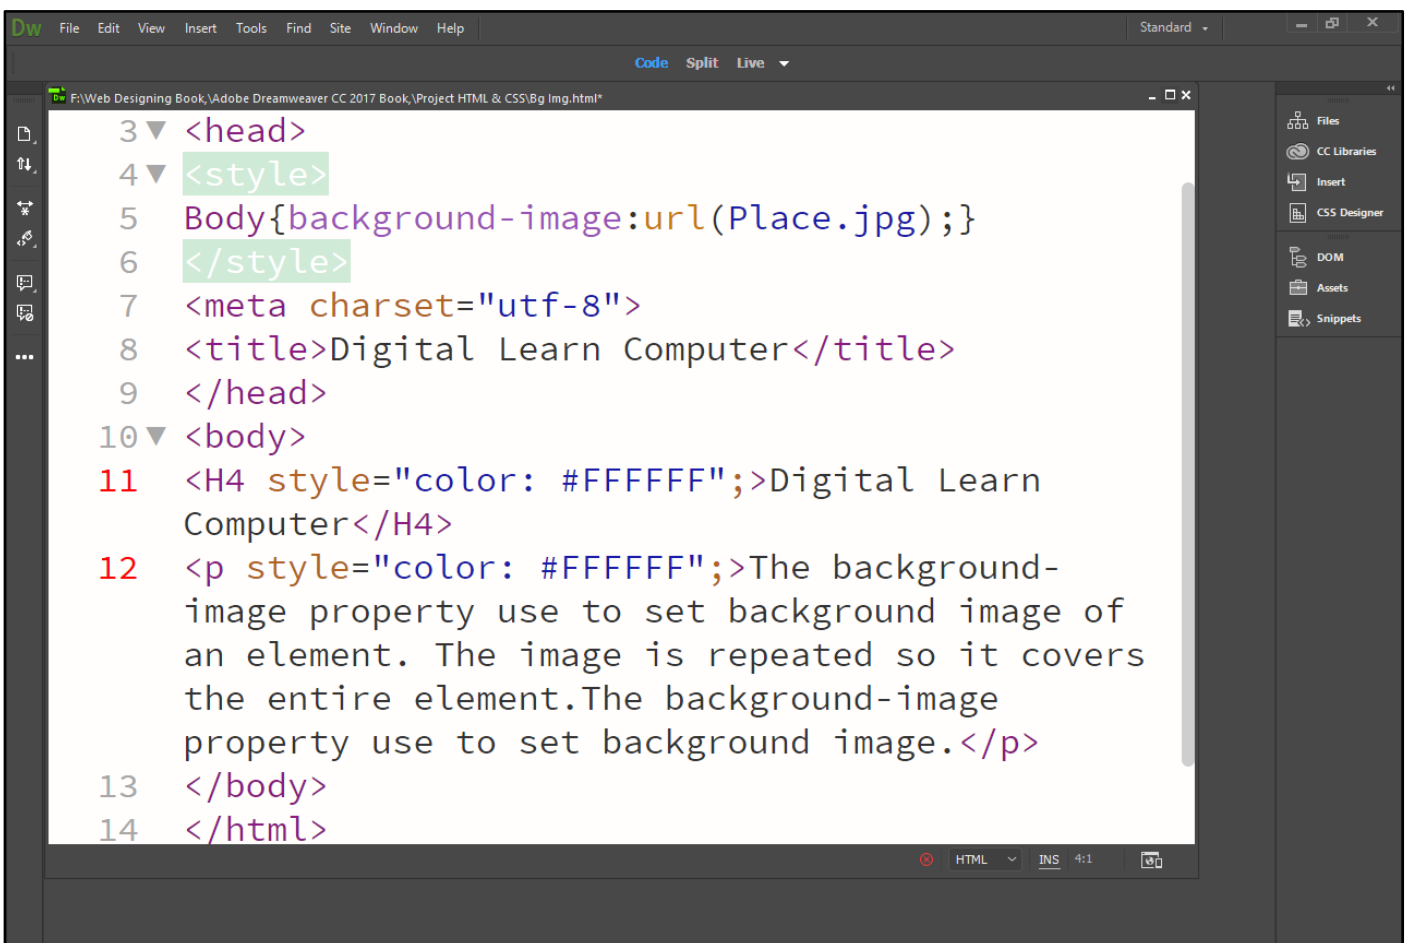 Dw File Edit View Insert Tools Find Site Window Help Standard
Code Split Live
Dw F:\Web Designing Book,\Adobe Dreamweaver CC 2017 Book,\Project HTML & CSS\Bg Img.html*
3 <head>
4 <style>
5 Body{background-image:url(Place.jpg);}
6 </style>
7 <meta charset="utf-8">
8 <title>Digital Learn Computer</title>
9 </head>
10 <body>
11 <H4 style="color: #FFFFFF";>Digital Learn
Computer</H4>
12 <p style="color: #FFFFFF";>The background-
image property use to set background image of
an element. The image is repeated so it covers
the entire element.The background-image
property use to set background image.</p>
13 </body>
14 </html>
HTML INS 4:1
Files
CC Libraries
Insert
CSS Designer
DOM
Assets
Snippets